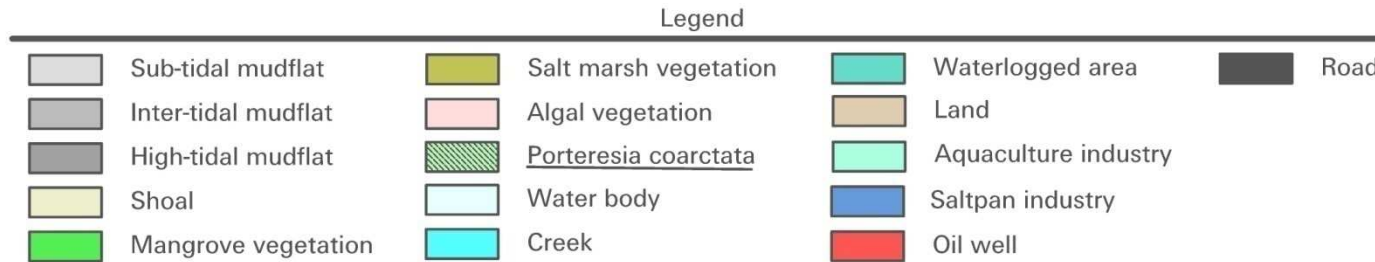 Legend
Sub-tidal mudflat
Inter-tidal mudflat
High-tidal mudflat
Shoal
Mangrove vegetation
Salt marsh vegetation
Algal vegetation
Porteresia coarctata
Water body
Creek
Waterlogged area
Land
Aquaculture industry
Saltpan industry
Oil well
Road